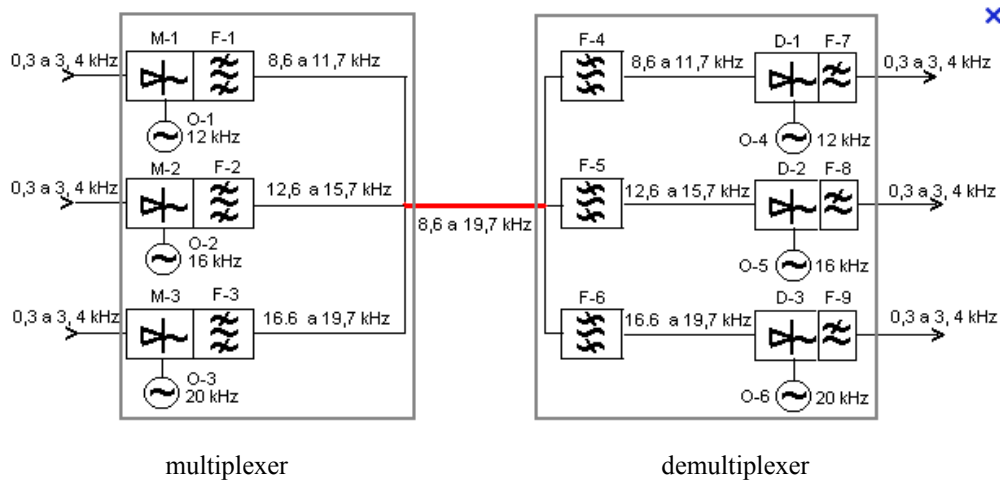 M-1 F-1
0,3 a 3, 4 kHz
8,6 a 11,7 kHz
O-1
12 kHz
M-2 F-2
0,3 a 3, 4 kHz
12,6 a 15,7 kHz
O-2
16 kHz
M-3 F-3
0,3 a 3, 4 kHz
16.6 a 19,7 kHz
O-3
20 kHz
8,6 a 19,7 kHz
F-4
8,6 a 11,7 kHz
D-1 F-7
0,3 a 3, 4 kHz
O-4 12 kHz
F-5
12,6 a 15,7 kHz
D-2 F-8
0,3 a 3, 4 kHz
O-5 16 kHz
F-6
16.6 a 19,7 kHz
D-3 F-9
0,3 a 3, 4 kHz
O-6 20 kHz
multiplexer
demultiplexer